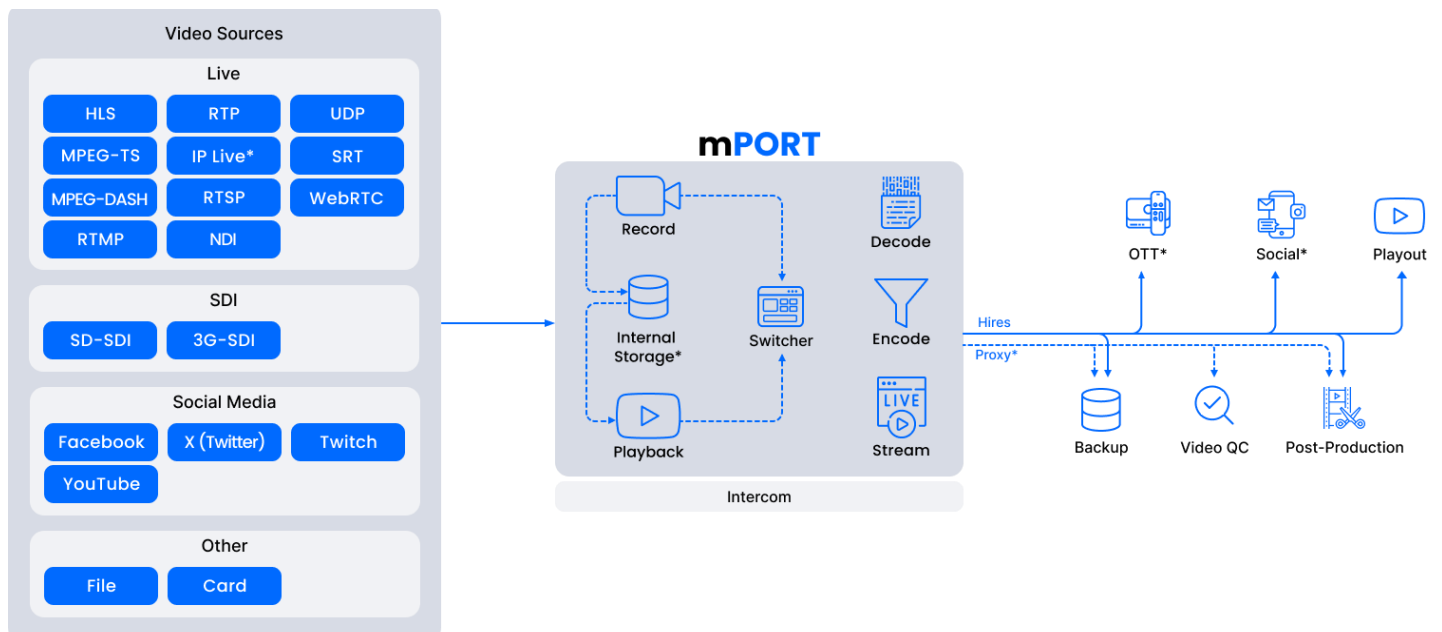 Video Sources
Live
HLS
RTP
UDP
MPEG-TS
IP Live*
SRT
MPEG-DASH
RTSP
WebRTC
RTMP
NDI
SDI
SD-SDI
3G-SDI
Social Media
Facebook
X (Twitter)
Twitch
YouTube
Other
File
Card
mPORT
Record
Decode
Internal
Storage*
Switcher
Encode
Playback
LIVE
Stream
Intercom
Hires
Proxy*
OTT*
Social*
Playout
Backup
Video QC
Post-Production